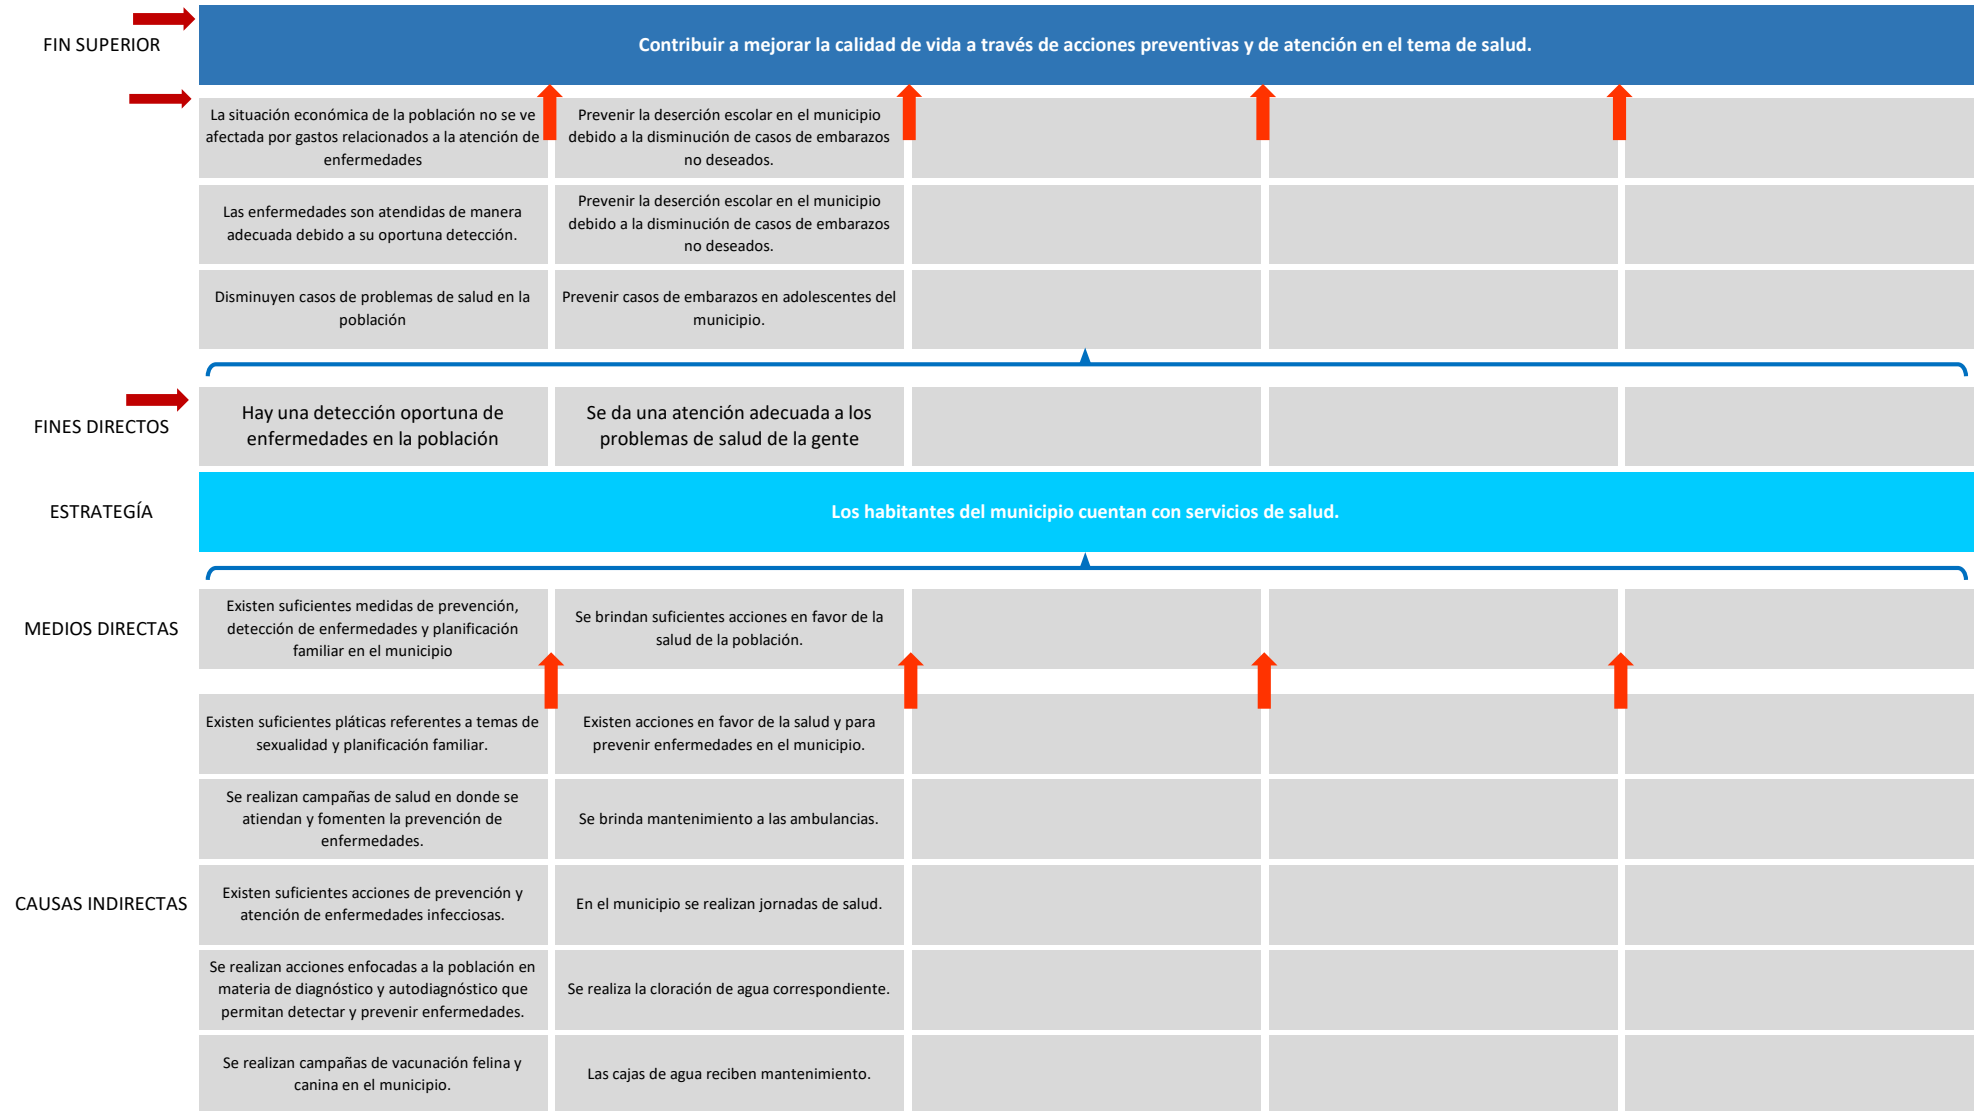 FIN SUPERIOR
Contribuir a mejorar la calidad de vida a través de acciones preventivas y de atención en el tema de salud.
La situación económica de la población no se ve
afectada por gastos relacionados a la atención de
enfermedades
Prevenir la deserción escolar en el municipio
debido a la disminución de casos de embarazos
no deseados.
Las enfermedades son atendidas de manera
adecuada debido a su oportuna detección.
Prevenir la deserción escolar en el municipio
debido a la disminución de casos de embarazos
no deseados.
Disminuyen casos de problemas de salud en la
población
Prevenir casos de embarazos en adolescentes del
municipio.
FINES DIRECTOS
Hay una detección oportuna de
enfermedades en la población
Se da una atención adecuada a los
problemas de salud de la gente
ESTRATEGÍA
Los habitantes del municipio cuentan con servicios de salud.
MEDIOS DIRECTAS
Existen suficientes medidas de prevención,
detección de enfermedades y planificación
familiar en el municipio
Se brindan suficientes acciones en favor de la
salud de la población.
Existen suficientes pláticas referentes a temas de
sexualidad y planificación familiar.
Existen acciones en favor de la salud y para
prevenir enfermedades en el municipio.
Se realizan campañas de salud en donde se
atiendan y fomenten la prevención de
enfermedades.
Se brinda mantenimiento a las ambulancias.
CAUSAS INDIRECTAS
Existen suficientes acciones de prevención y
atención de enfermedades infecciosas.
En el municipio se realizan jornadas de salud.
Se realizan acciones enfocadas a la población en
materia de diagnóstico y autodiagnóstico que
permitan detectar y prevenir enfermedades.
Se realiza la cloración de agua correspondiente.
Se realizan campañas de vacunación felina y
canina en el municipio.
Las cajas de agua reciben mantenimiento.